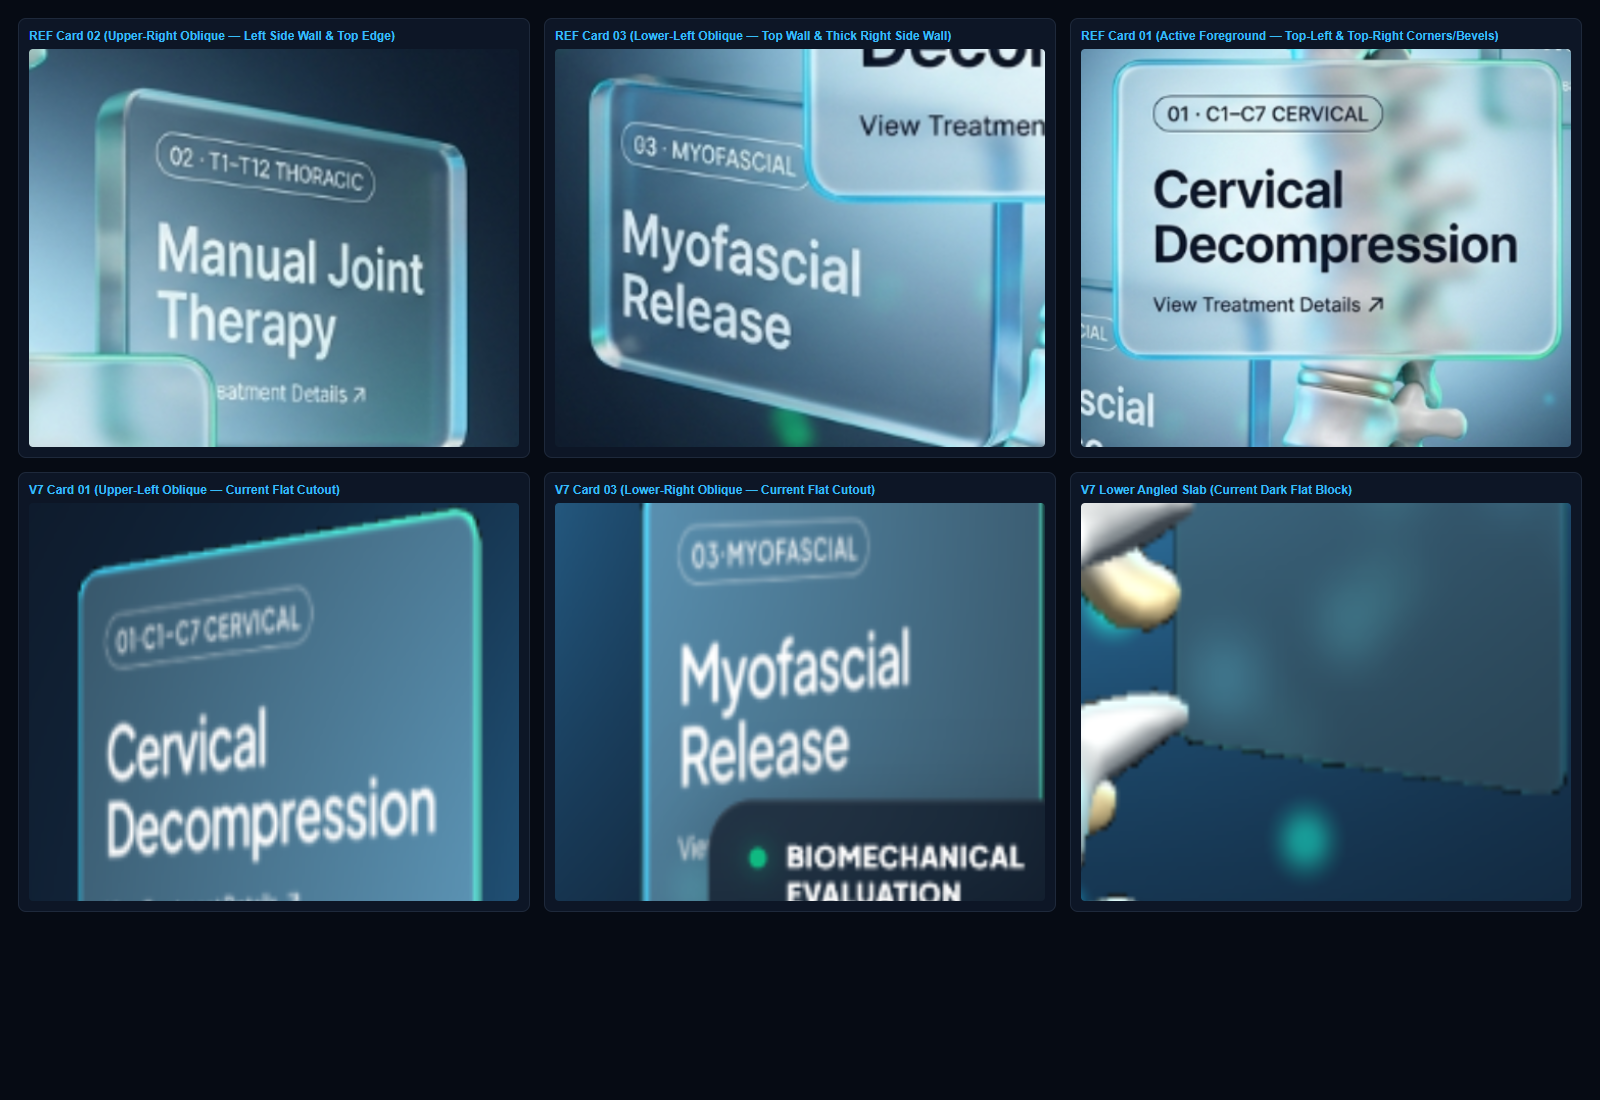 REF Card 02 (Upper-Right Oblique — Left Side Wall & Top Edge)
02 · T1–T12 THORACIC
Manual Joint
Therapy
eatment Details ↗
REF Card 03 (Lower-Left Oblique — Top Wall & Thick Right Side Wall)
Decor
View Treatmen
03 · MYOFASCIAL
Myofascial
Release
REF Card 01 (Active Foreground — Top-Left & Top-Right Corners/Bevels)
01 · C1–C7 CERVICAL
Cervical
Decompression
View Treatment Details ↗
CIAL
scial
V7 Card 01 (Upper-Left Oblique — Current Flat Cutout)
01·C1–C7 CERVICAL
Cervical
Decompression
V7 Card 03 (Lower-Right Oblique — Current Flat Cutout)
03·MYOFASCIAL
Myofascial
Release
Vie
BIOMECHANICAL
EVALUATION
V7 Lower Angled Slab (Current Dark Flat Block)